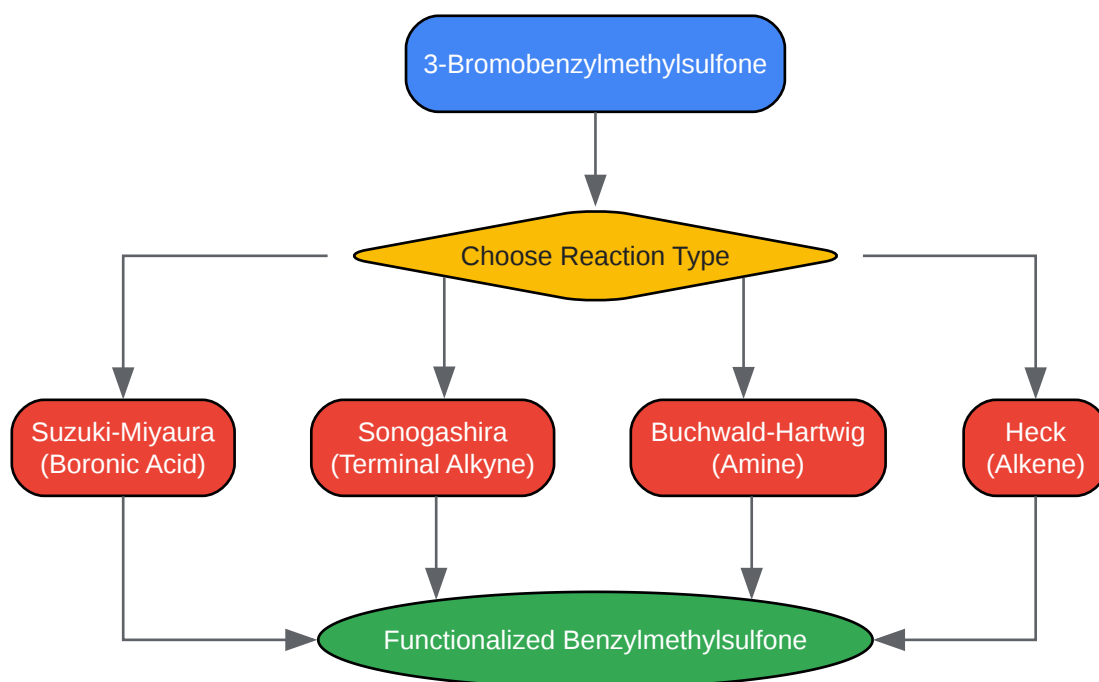 3-Bromobenzylmethylsulfone
Choose Reaction Type
Suzuki-Miyaura
(Boronic Acid)
Sonogashira
(Terminal Alkyne)
Buchwald-Hartwig
(Amine)
Heck
(Alkene)
Functionalized Benzylmethylsulfone